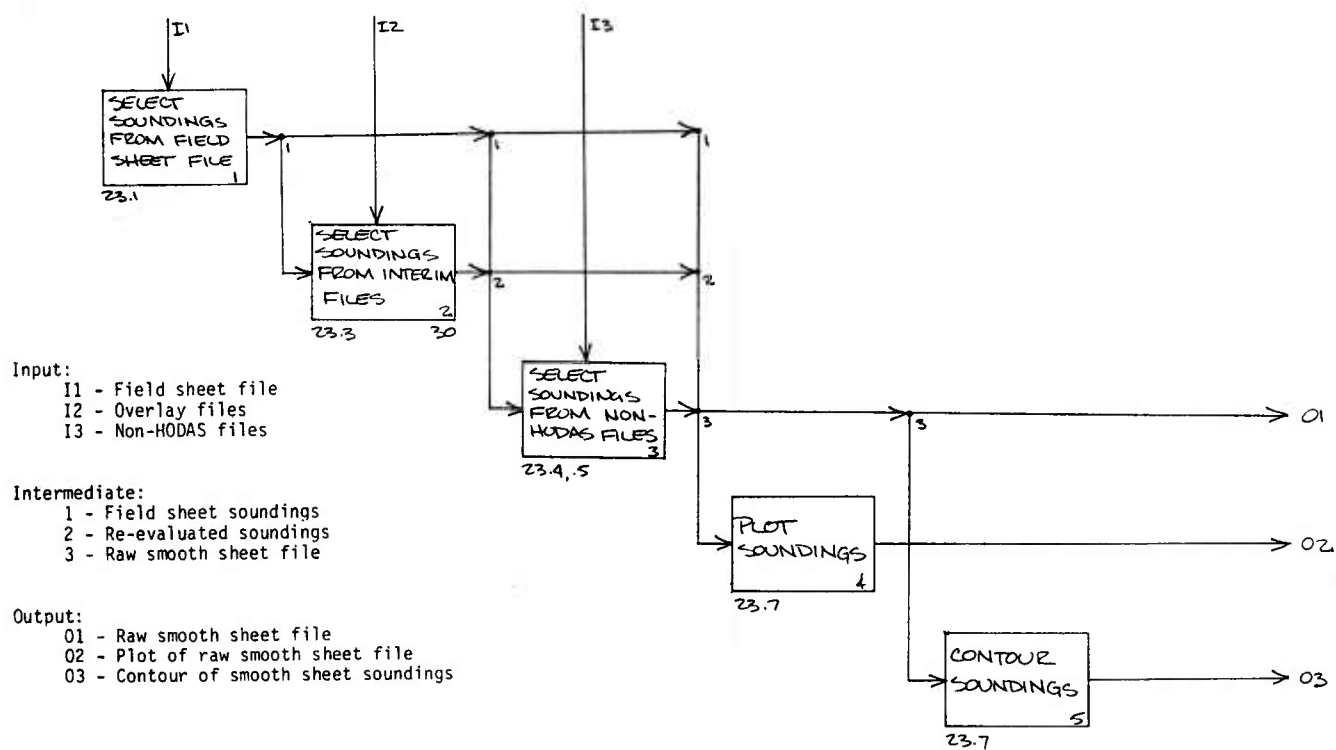 I1
I2
I3
SELECT
SOUNDINGS
FROM FIELD
SHEET FILE
1
23.1
1
1
1
SELECT
SOUNDINGS
FROM INTERIM
FILES
2
23.3
30
2
2
Input:
I1 - Field sheet file
I2 - Overlay files
I3 - Non-HODAS files
SELECT
SOUNDINGS
FROM NON-
HODAS FILES
3
23.4,.5
3
3
O1
Intermediate:
1 - Field sheet soundings
2 - Re-evaluated soundings
3 - Raw smooth sheet file
PLOT
SOUNDINGS
4
23.7
O2
Output:
O1 - Raw smooth sheet file
O2 - Plot of raw smooth sheet file
O3 - Contour of smooth sheet soundings
CONTOUR
SOUNDINGS
5
23.7
O3